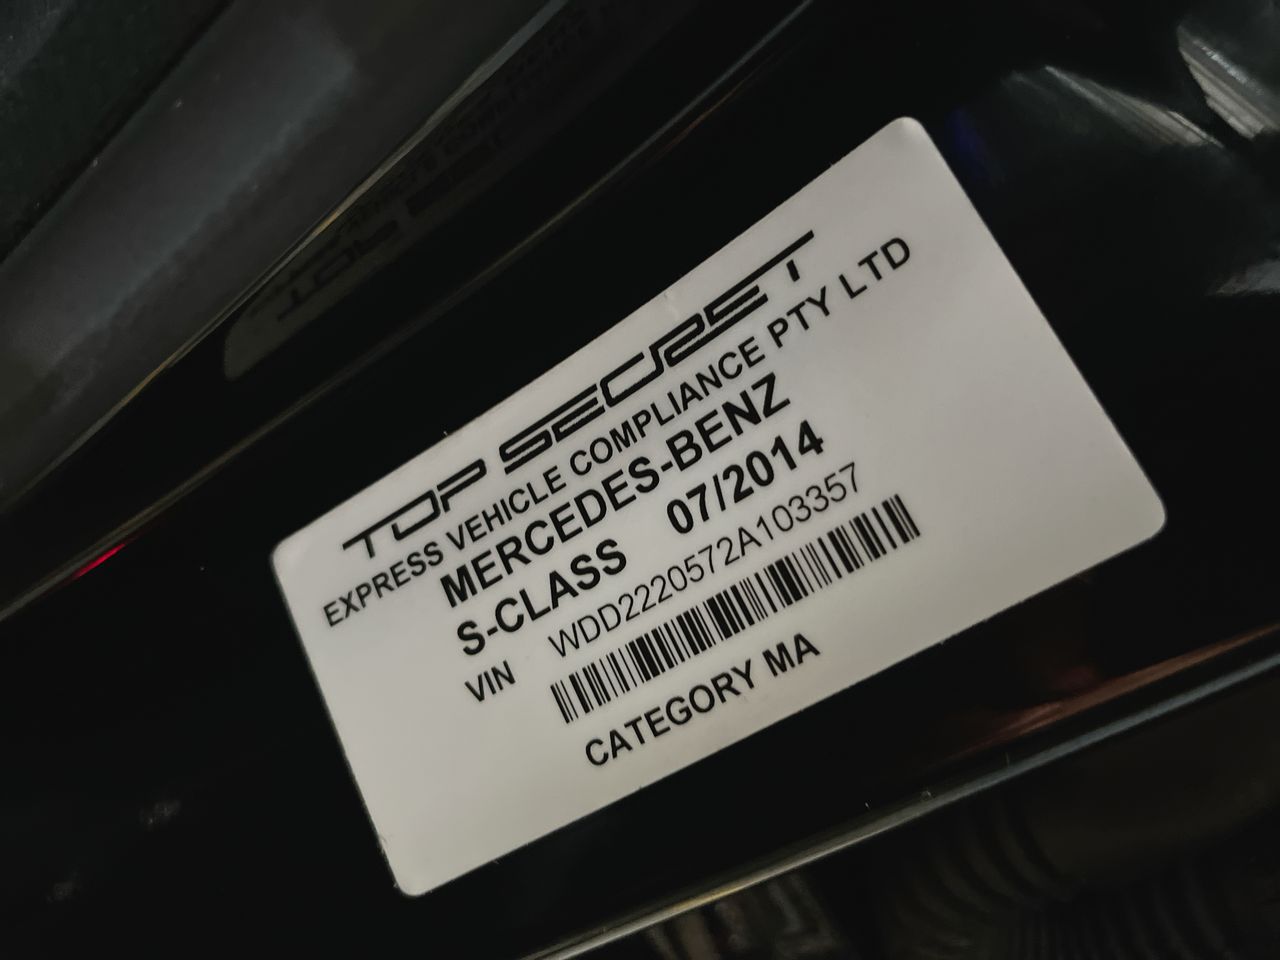 TOP SECRET
EXPRESS VEHICLE COMPLIANCE PTY LTD
MERCEDES-BENZ
S-CLASS 07/2014
VIN WDD2220572A103357
CATEGORY MA